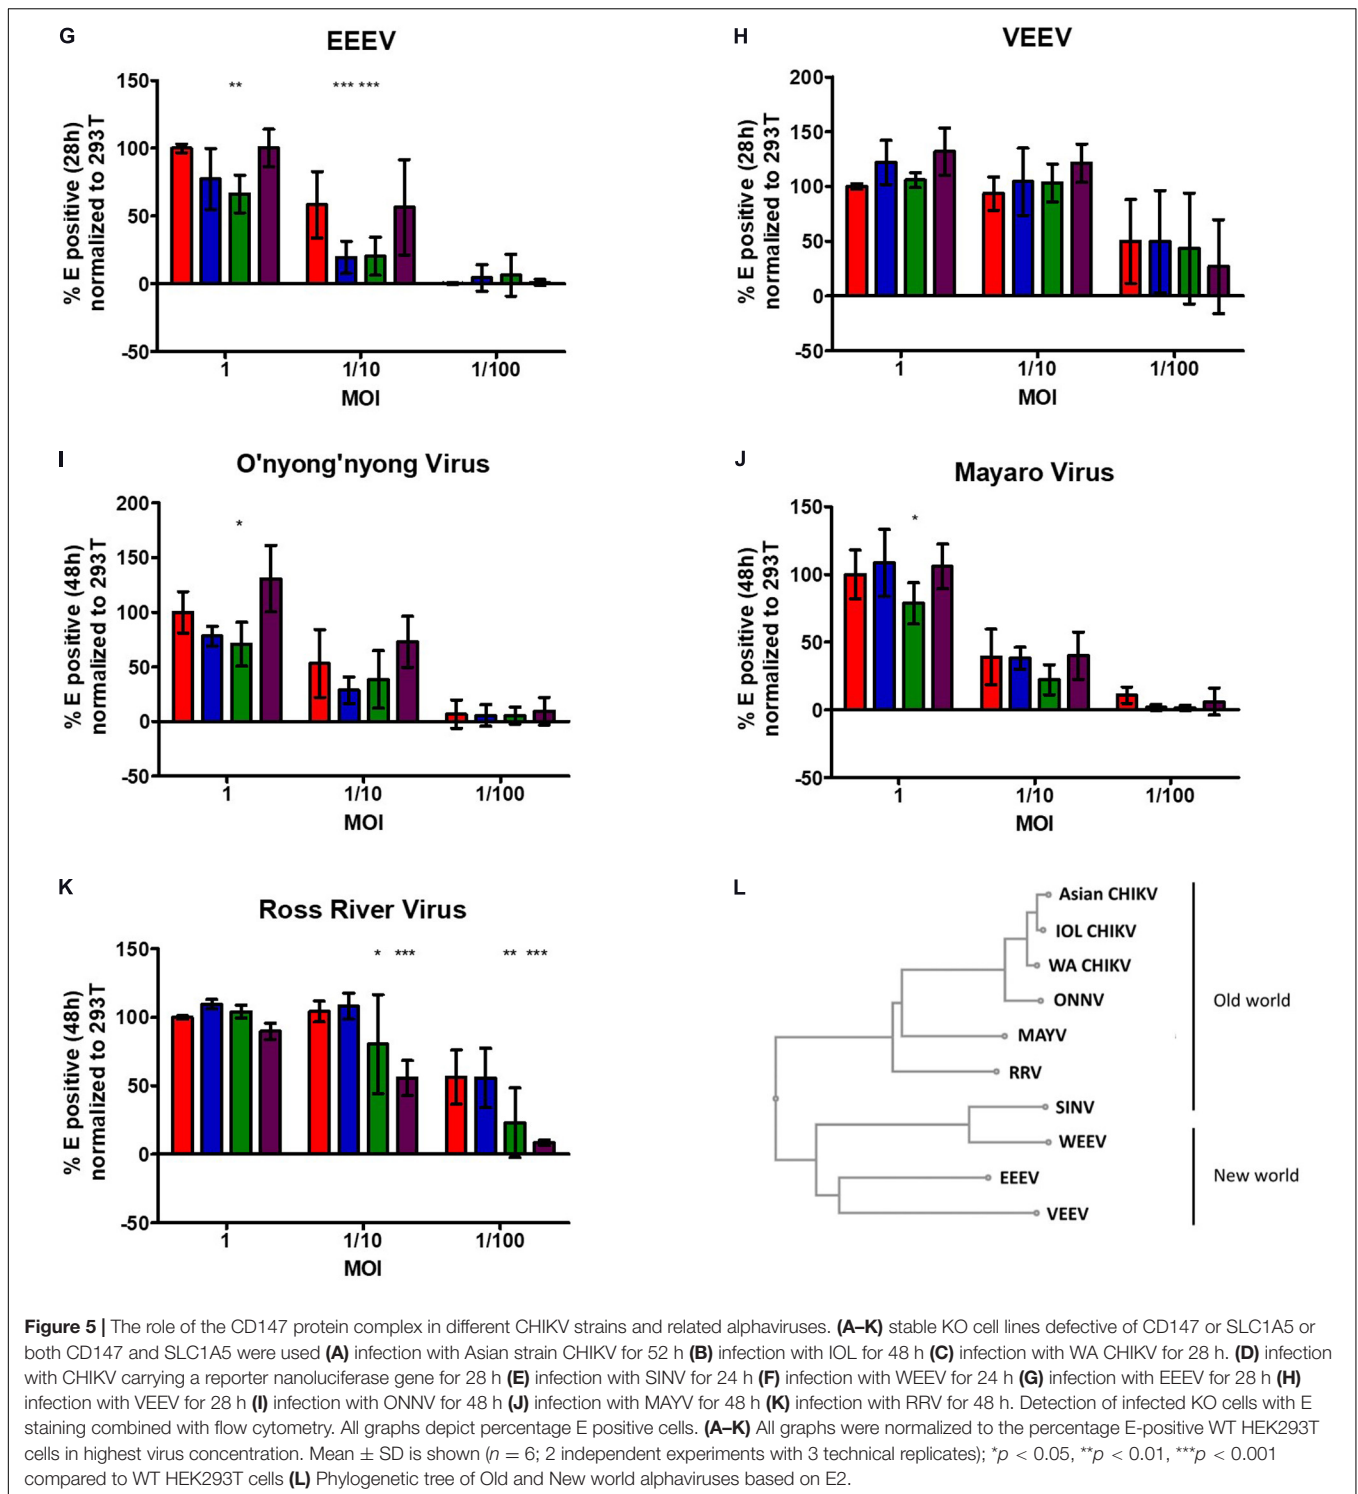 G
EEEV
** *** ***
150
100
50
0
-50
% E positive (28h)
normalized to 293T
1 1/10 1/100
MOI
H
VEEV
200
150
100
50
0
-50
% E positive (28h)
normalized to 293T
1 1/10 1/100
MOI
I
O'nyong'nyong Virus
*
200
150
100
50
0
-50
% E positive (48h)
normalized to 293T
1 1/10 1/100
MOI
J
Mayaro Virus
*
150
100
50
0
-50
% E positive (48h)
normalized to 293T
1 1/10 1/100
MOI
K
Ross River Virus
* *** ** ***
150
100
50
0
-50
% E positive (48h)
normalized to 293T
1 1/10 1/100
MOI
L
Asian CHIKV
IOL CHIKV
WA CHIKV
ONNV
MAYV
RRV
SINV
WEEV
EEEV
VEEV
Old world
New world
Figure 5 | The role of the CD147 protein complex in different CHIKV strains and related alphaviruses. (A–K) stable KO cell lines defective of CD147 or SLC1A5 or
both CD147 and SLC1A5 were used (A) infection with Asian strain CHIKV for 52 h (B) infection with IOL for 48 h (C) infection with WA CHIKV for 28 h. (D) infection
with CHIKV carrying a reporter nanoluciferase gene for 28 h (E) infection with SINV for 24 h (F) infection with WEEV for 24 h (G) infection with EEEV for 28 h (H)
infection with VEEV for 28 h (I) infection with ONNV for 48 h (J) infection with MAYV for 48 h (K) infection with RRV for 48 h. Detection of infected KO cells with E
staining combined with flow cytometry. All graphs depict percentage E positive cells. (A–K) All graphs were normalized to the percentage E-positive WT HEK293T
cells in highest virus concentration. Mean ± SD is shown (n = 6; 2 independent experiments with 3 technical replicates); *p < 0.05, **p < 0.01, ***p < 0.001
compared to WT HEK293T cells (L) Phylogenetic tree of Old and New world alphaviruses based on E2.